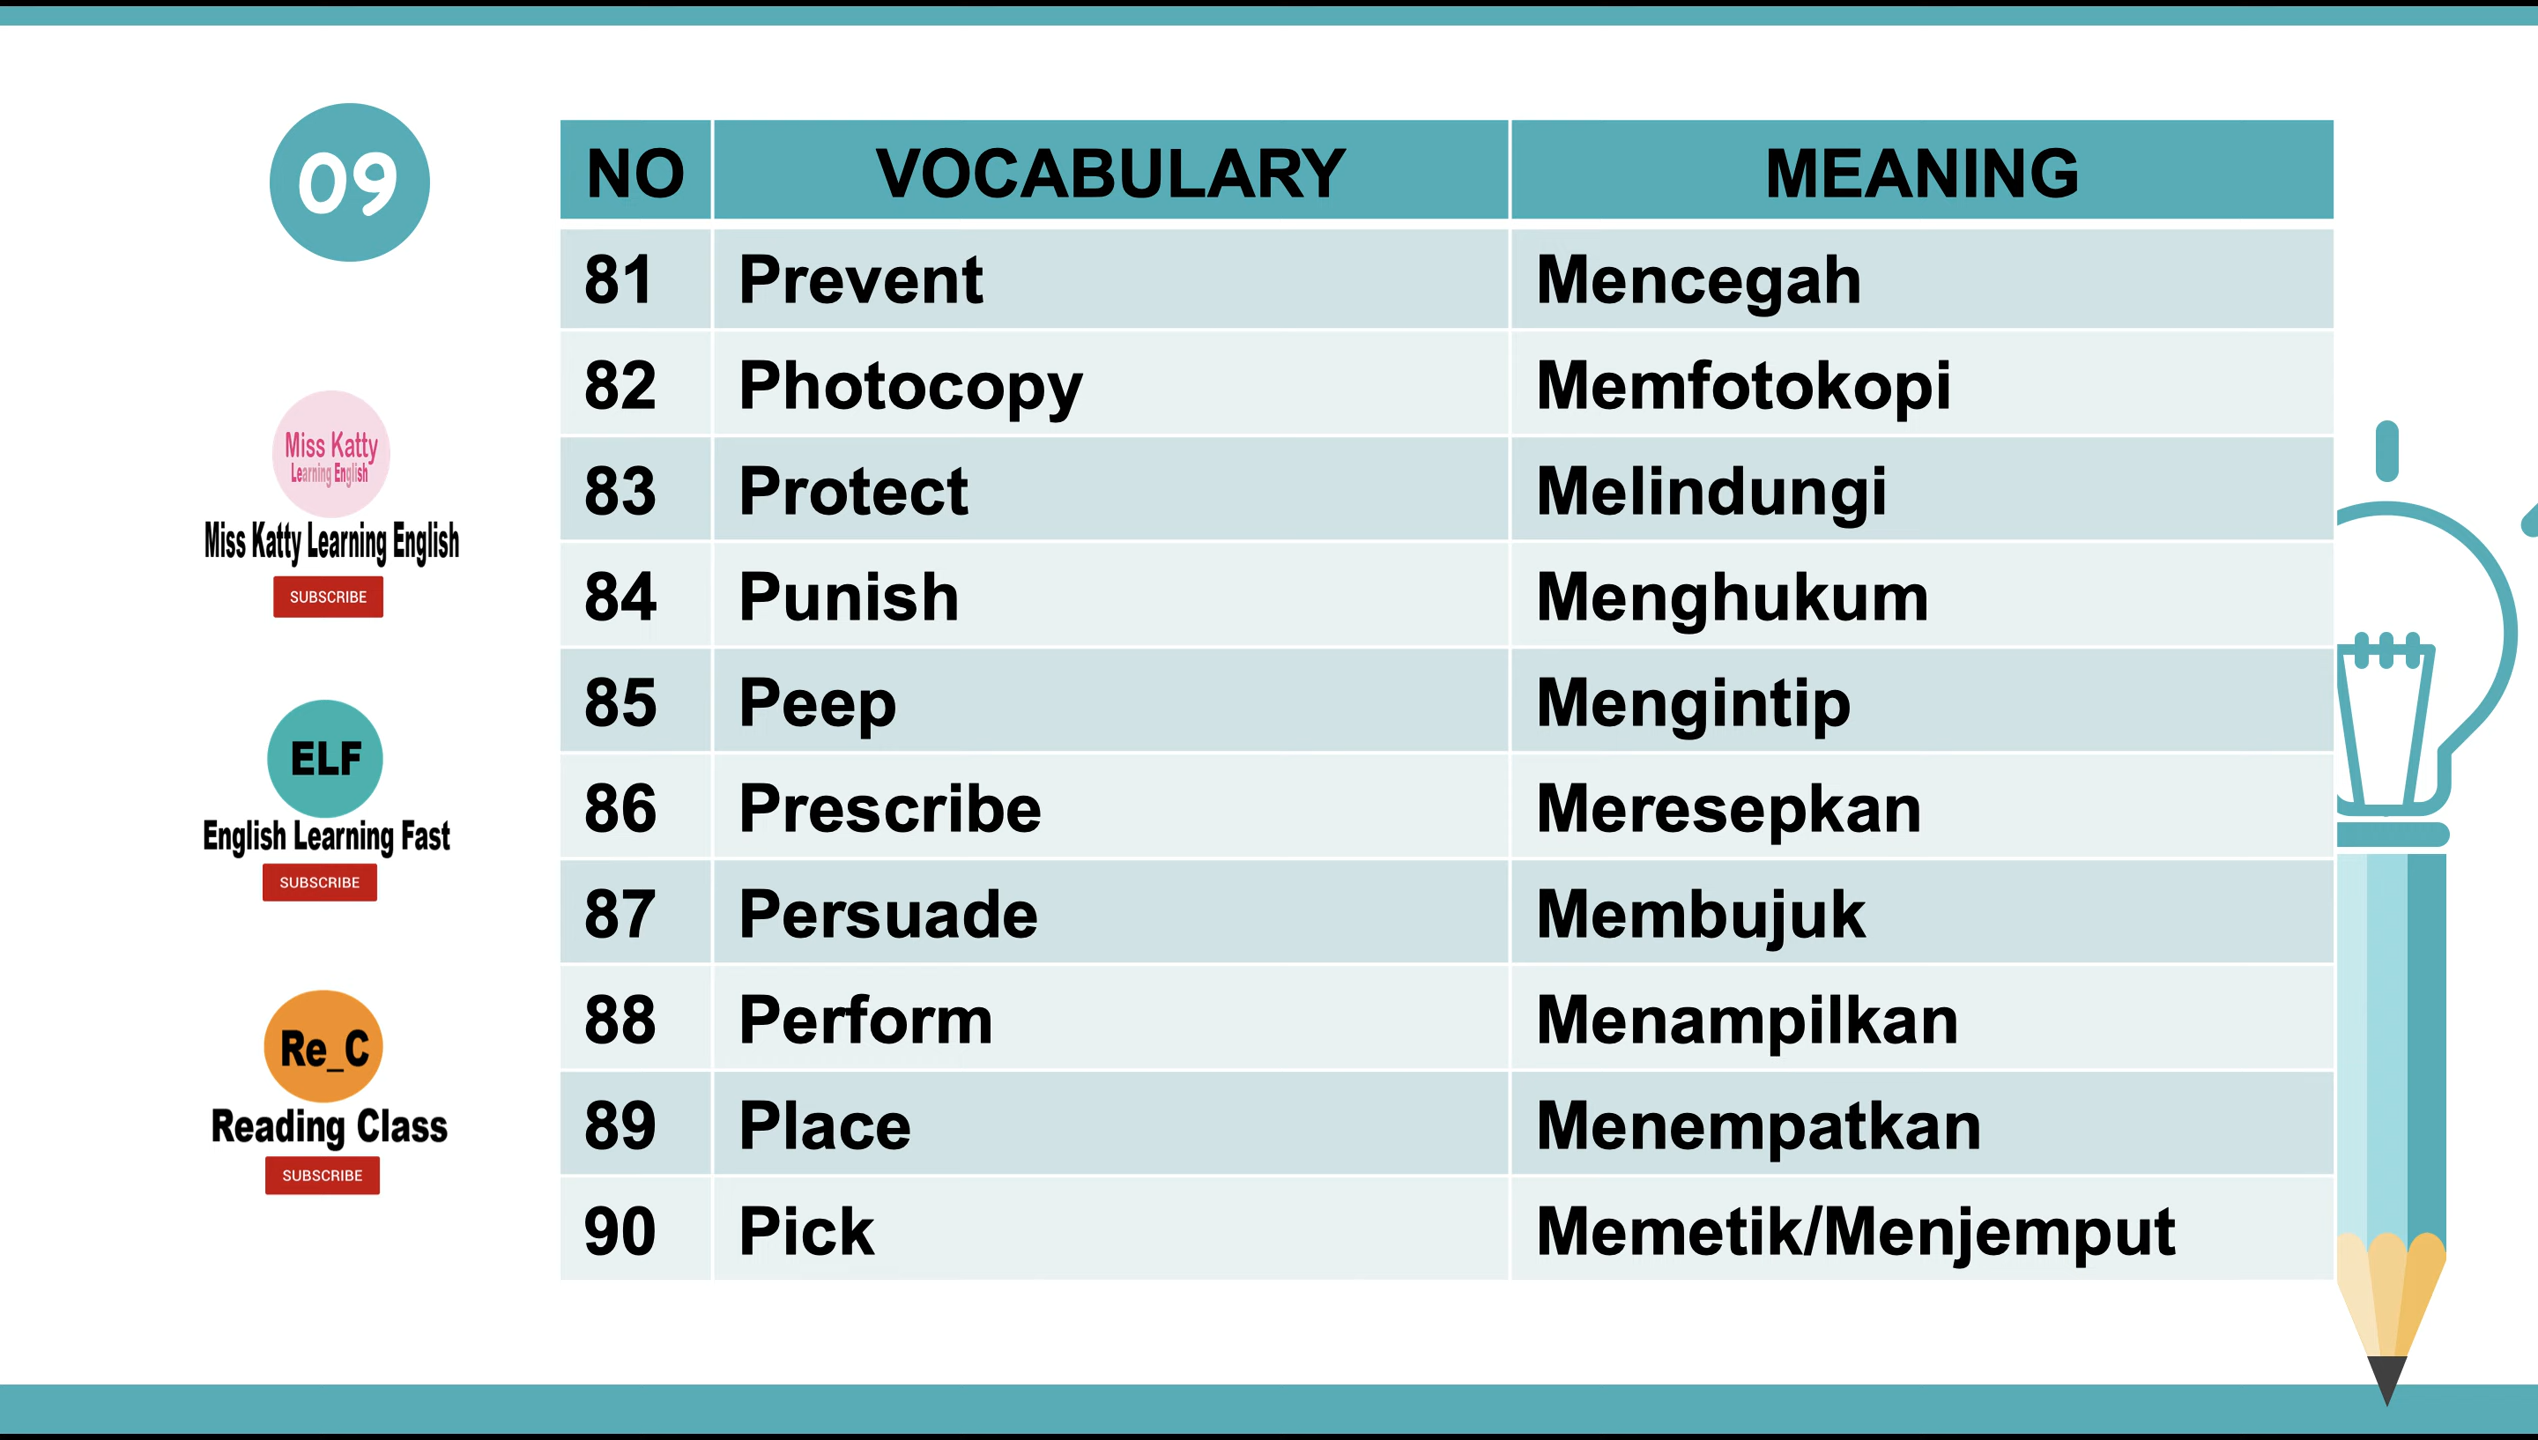 09
Miss Katty
Learning English
Miss Katty Learning English
SUBSCRIBE
ELF
English Learning Fast
SUBSCRIBE
Re_C
Reading Class
SUBSCRIBE
NO VOCABULARY MEANING
81 Prevent Mencegah
82 Photocopy Memfotokopi
83 Protect Melindungi
84 Punish Menghukum
85 Peep Mengintip
86 Prescribe Meresepkan
87 Persuade Membujuk
88 Perform Menampilkan
89 Place Menempatkan
90 Pick Memetik/Menjemput